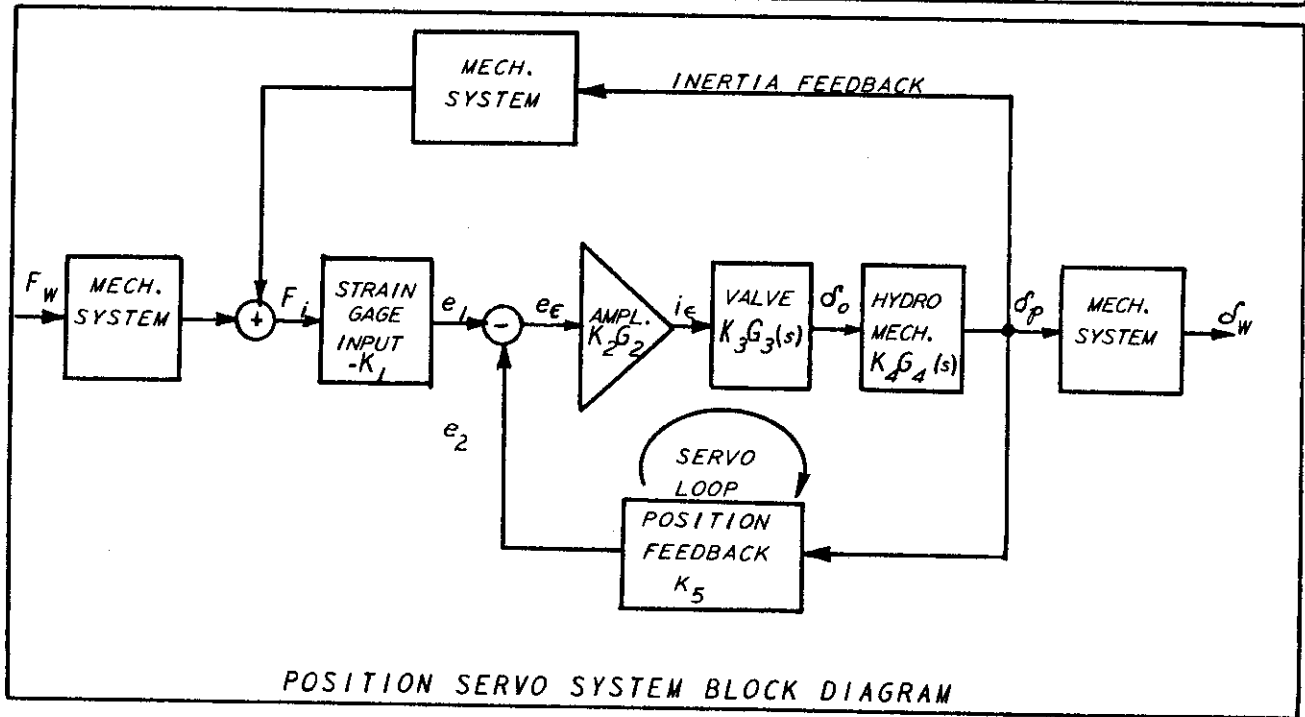 MECH.
SYSTEM
INERTIA FEEDBACK
F_W
MECH.
SYSTEM
+
F_i
STRAIN
GAGE
INPUT
-K_1
e_1
-
e_ϵ
AMPL.
K_2G_2
i_ϵ
VALVE
K_3G_3(s)
δ_o
HYDRO
MECH.
K_4G_4(s)
δ_p
MECH.
SYSTEM
δ_W
e_2
SERVO
LOOP
POSITION
FEEDBACK
K_5
POSITION SERVO SYSTEM BLOCK DIAGRAM